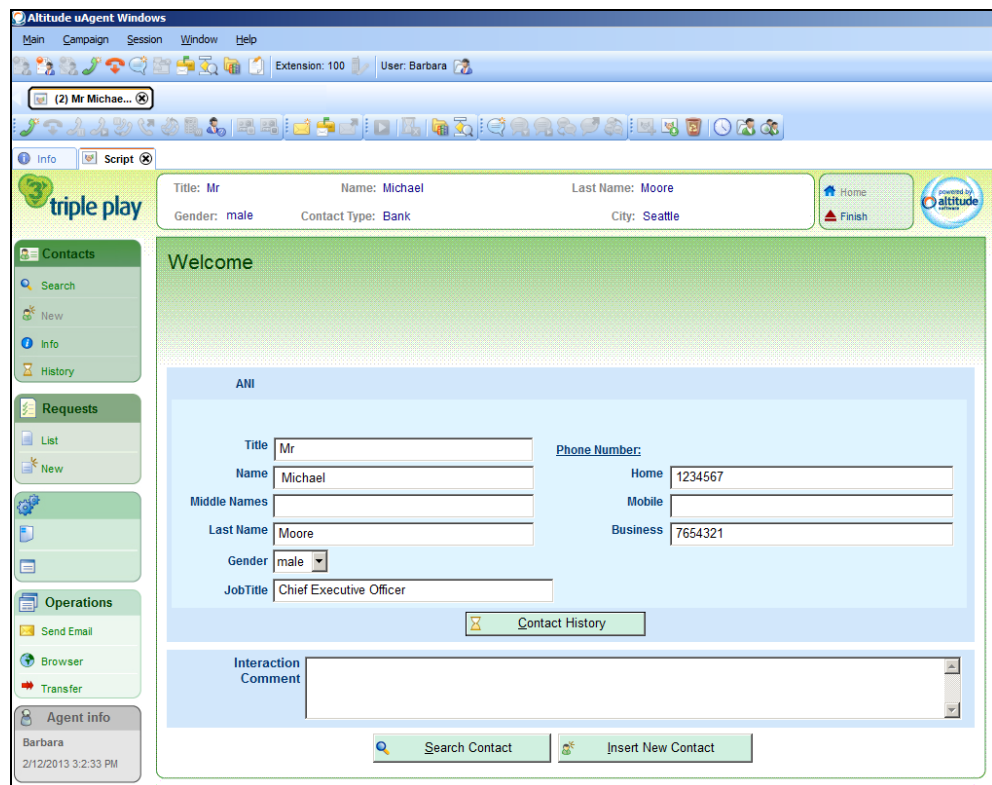 Altitude uAgent Windows
Main Campaign Session Window Help
Extension: 100 User: Barbara
(2) Mr Michae...
Info Script
3 triple play
Title: Mr Name: Michael Last Name: Moore
Gender: male Contact Type: Bank City: Seattle
Home
Finish
powered by
altitude
software
Contacts
Search
New
Info
History
Requests
List
New
Operations
Send Email
Browser
Transfer
Agent info
Barbara
2/12/2013 3:2:33 PM
Welcome
ANI
Title Mr Phone Number:
Name Michael Home 1234567
Middle Names Mobile
Last Name Moore Business 7654321
Gender male
JobTitle Chief Executive Officer
Contact History
Interaction
Comment
Search Contact Insert New Contact